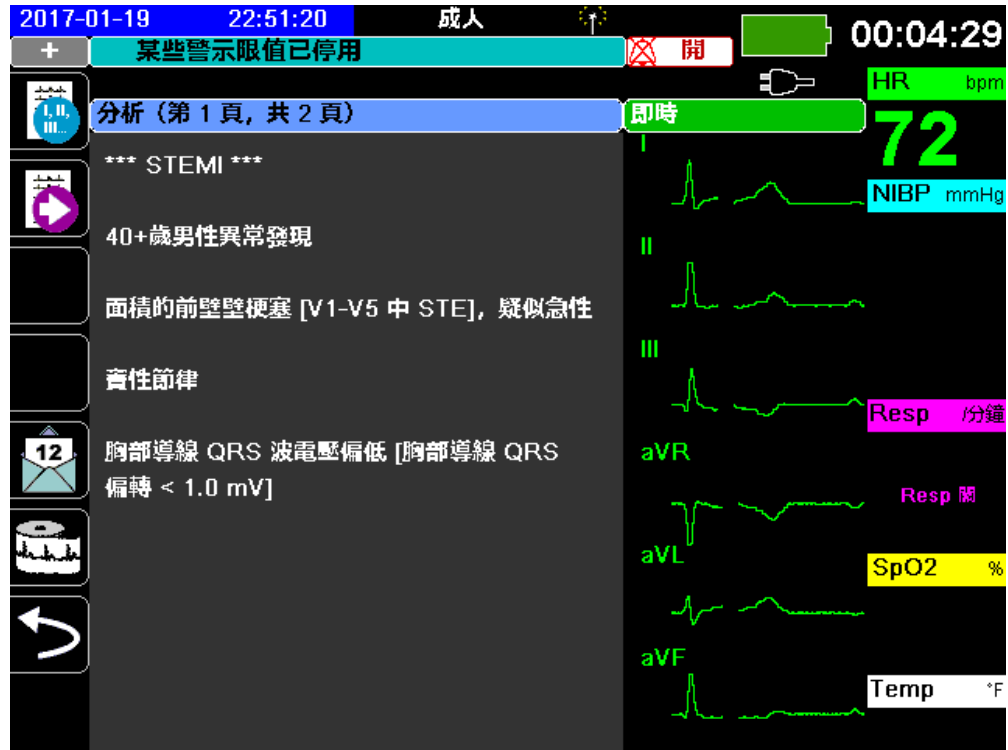 2017-01-19 22:51:20 成人 00:04:29
+ 某些警示限值已停用 開
HR bpm
I, II, III...
分析 (第 1 頁, 共 2 頁)
即時
72
*** STEMI ***
I
NIBP mmHg
40+歲男性異常發現
II
面積的前壁壁梗塞 [V1-V5 中 STE], 疑似急性
III
竇性節律
Resp /分鐘
12
胸部導線 QRS 波電壓偏低 [胸部導線 QRS
偏轉 < 1.0 mV]
aVR
Resp 關
aVL
SpO2 %
aVF
Temp °F